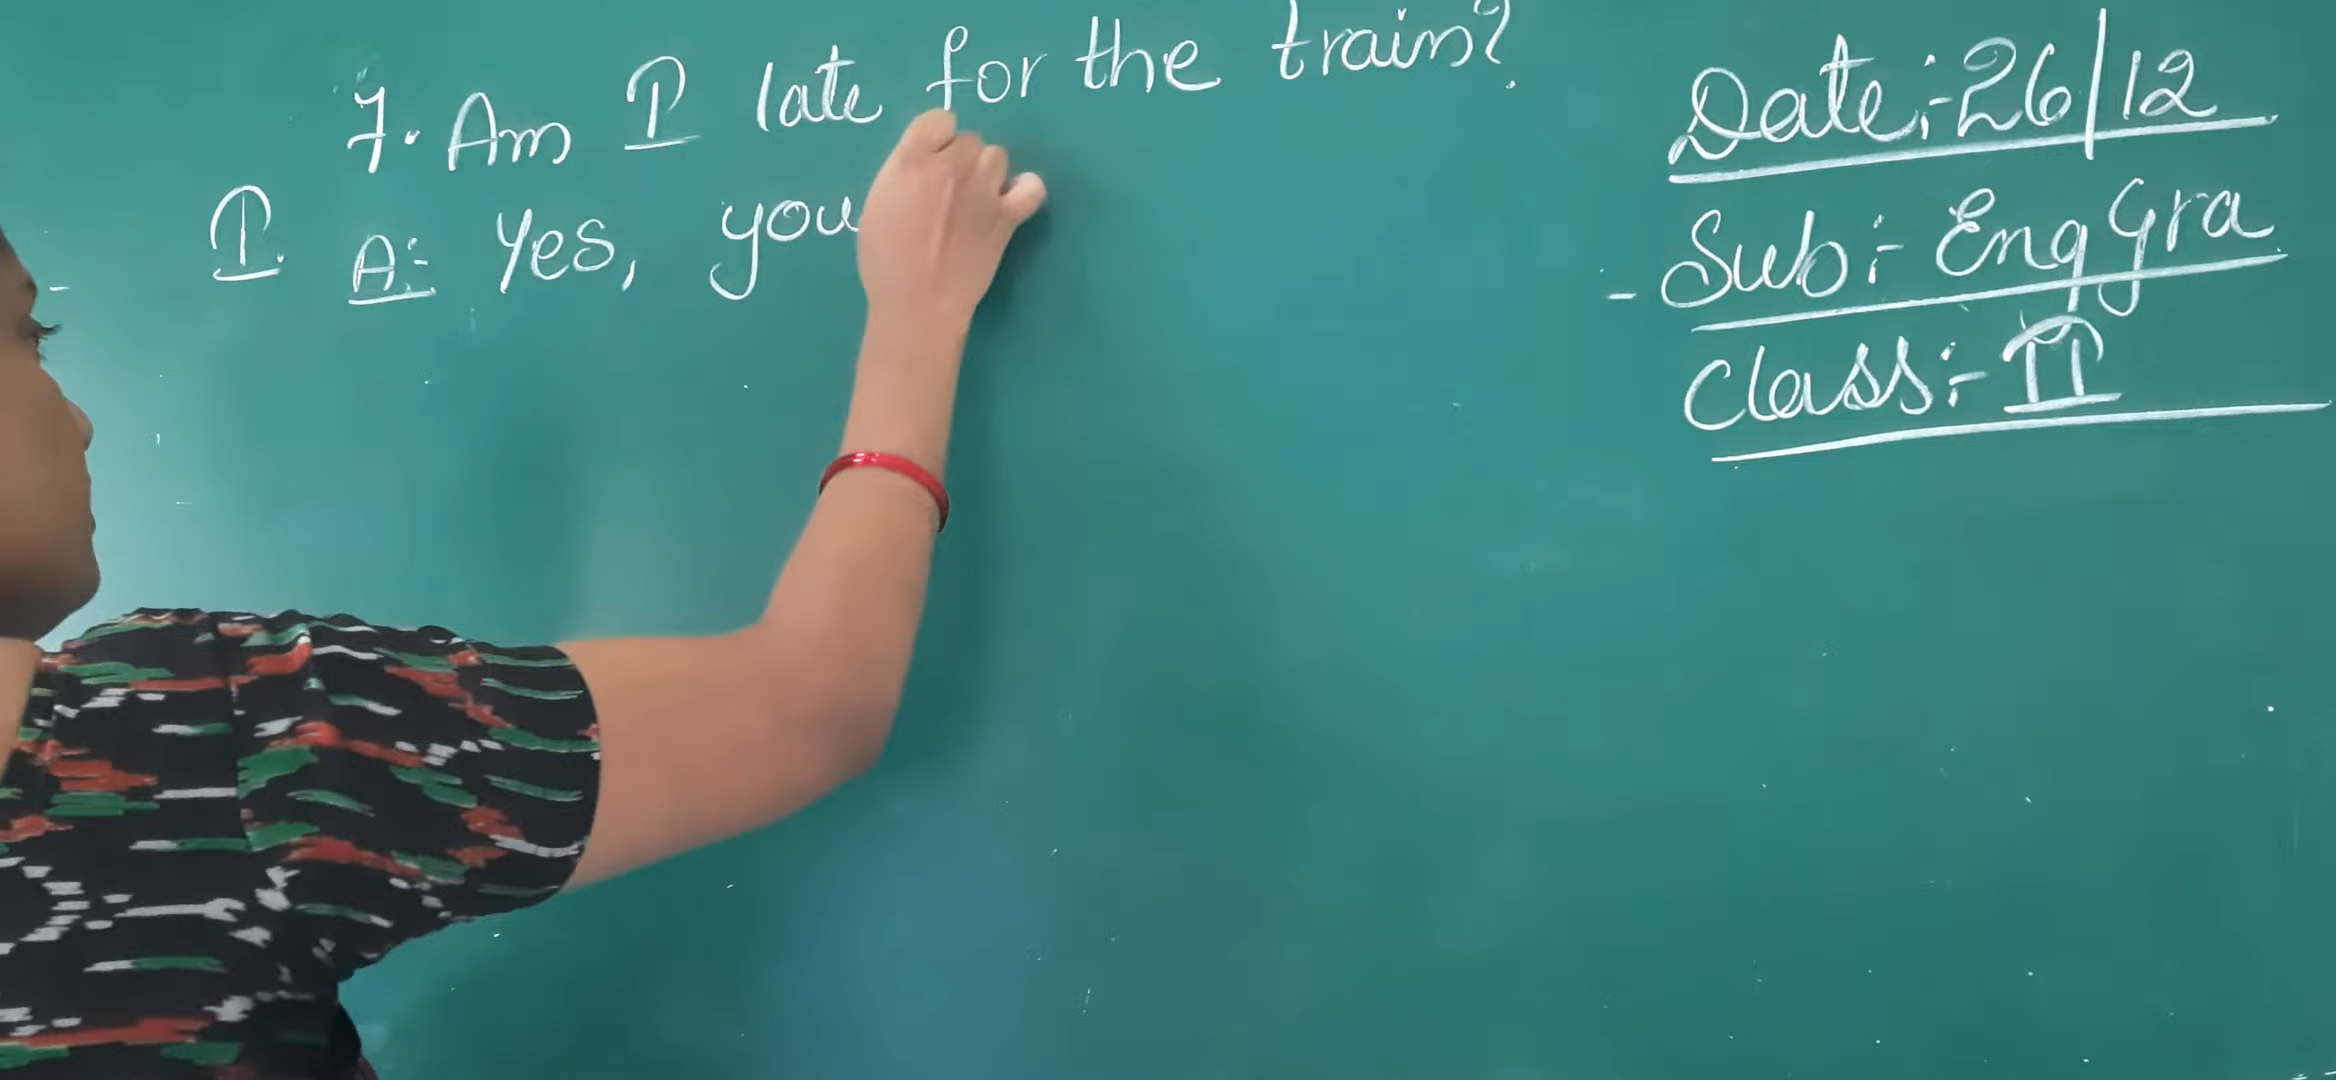 7. Am I late for the train?
I. A:- Yes, you
Date:-26/12
Sub:- Eng Gra
Class:- II